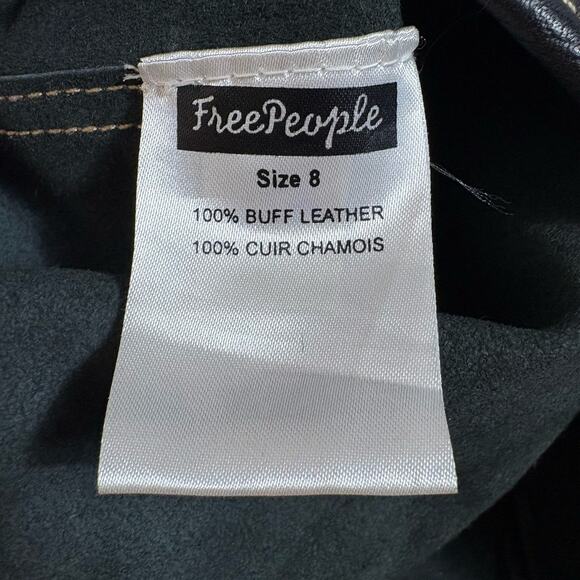 FreePeople
Size 8
100% BUFF LEATHER
100% CUIR CHAMOIS